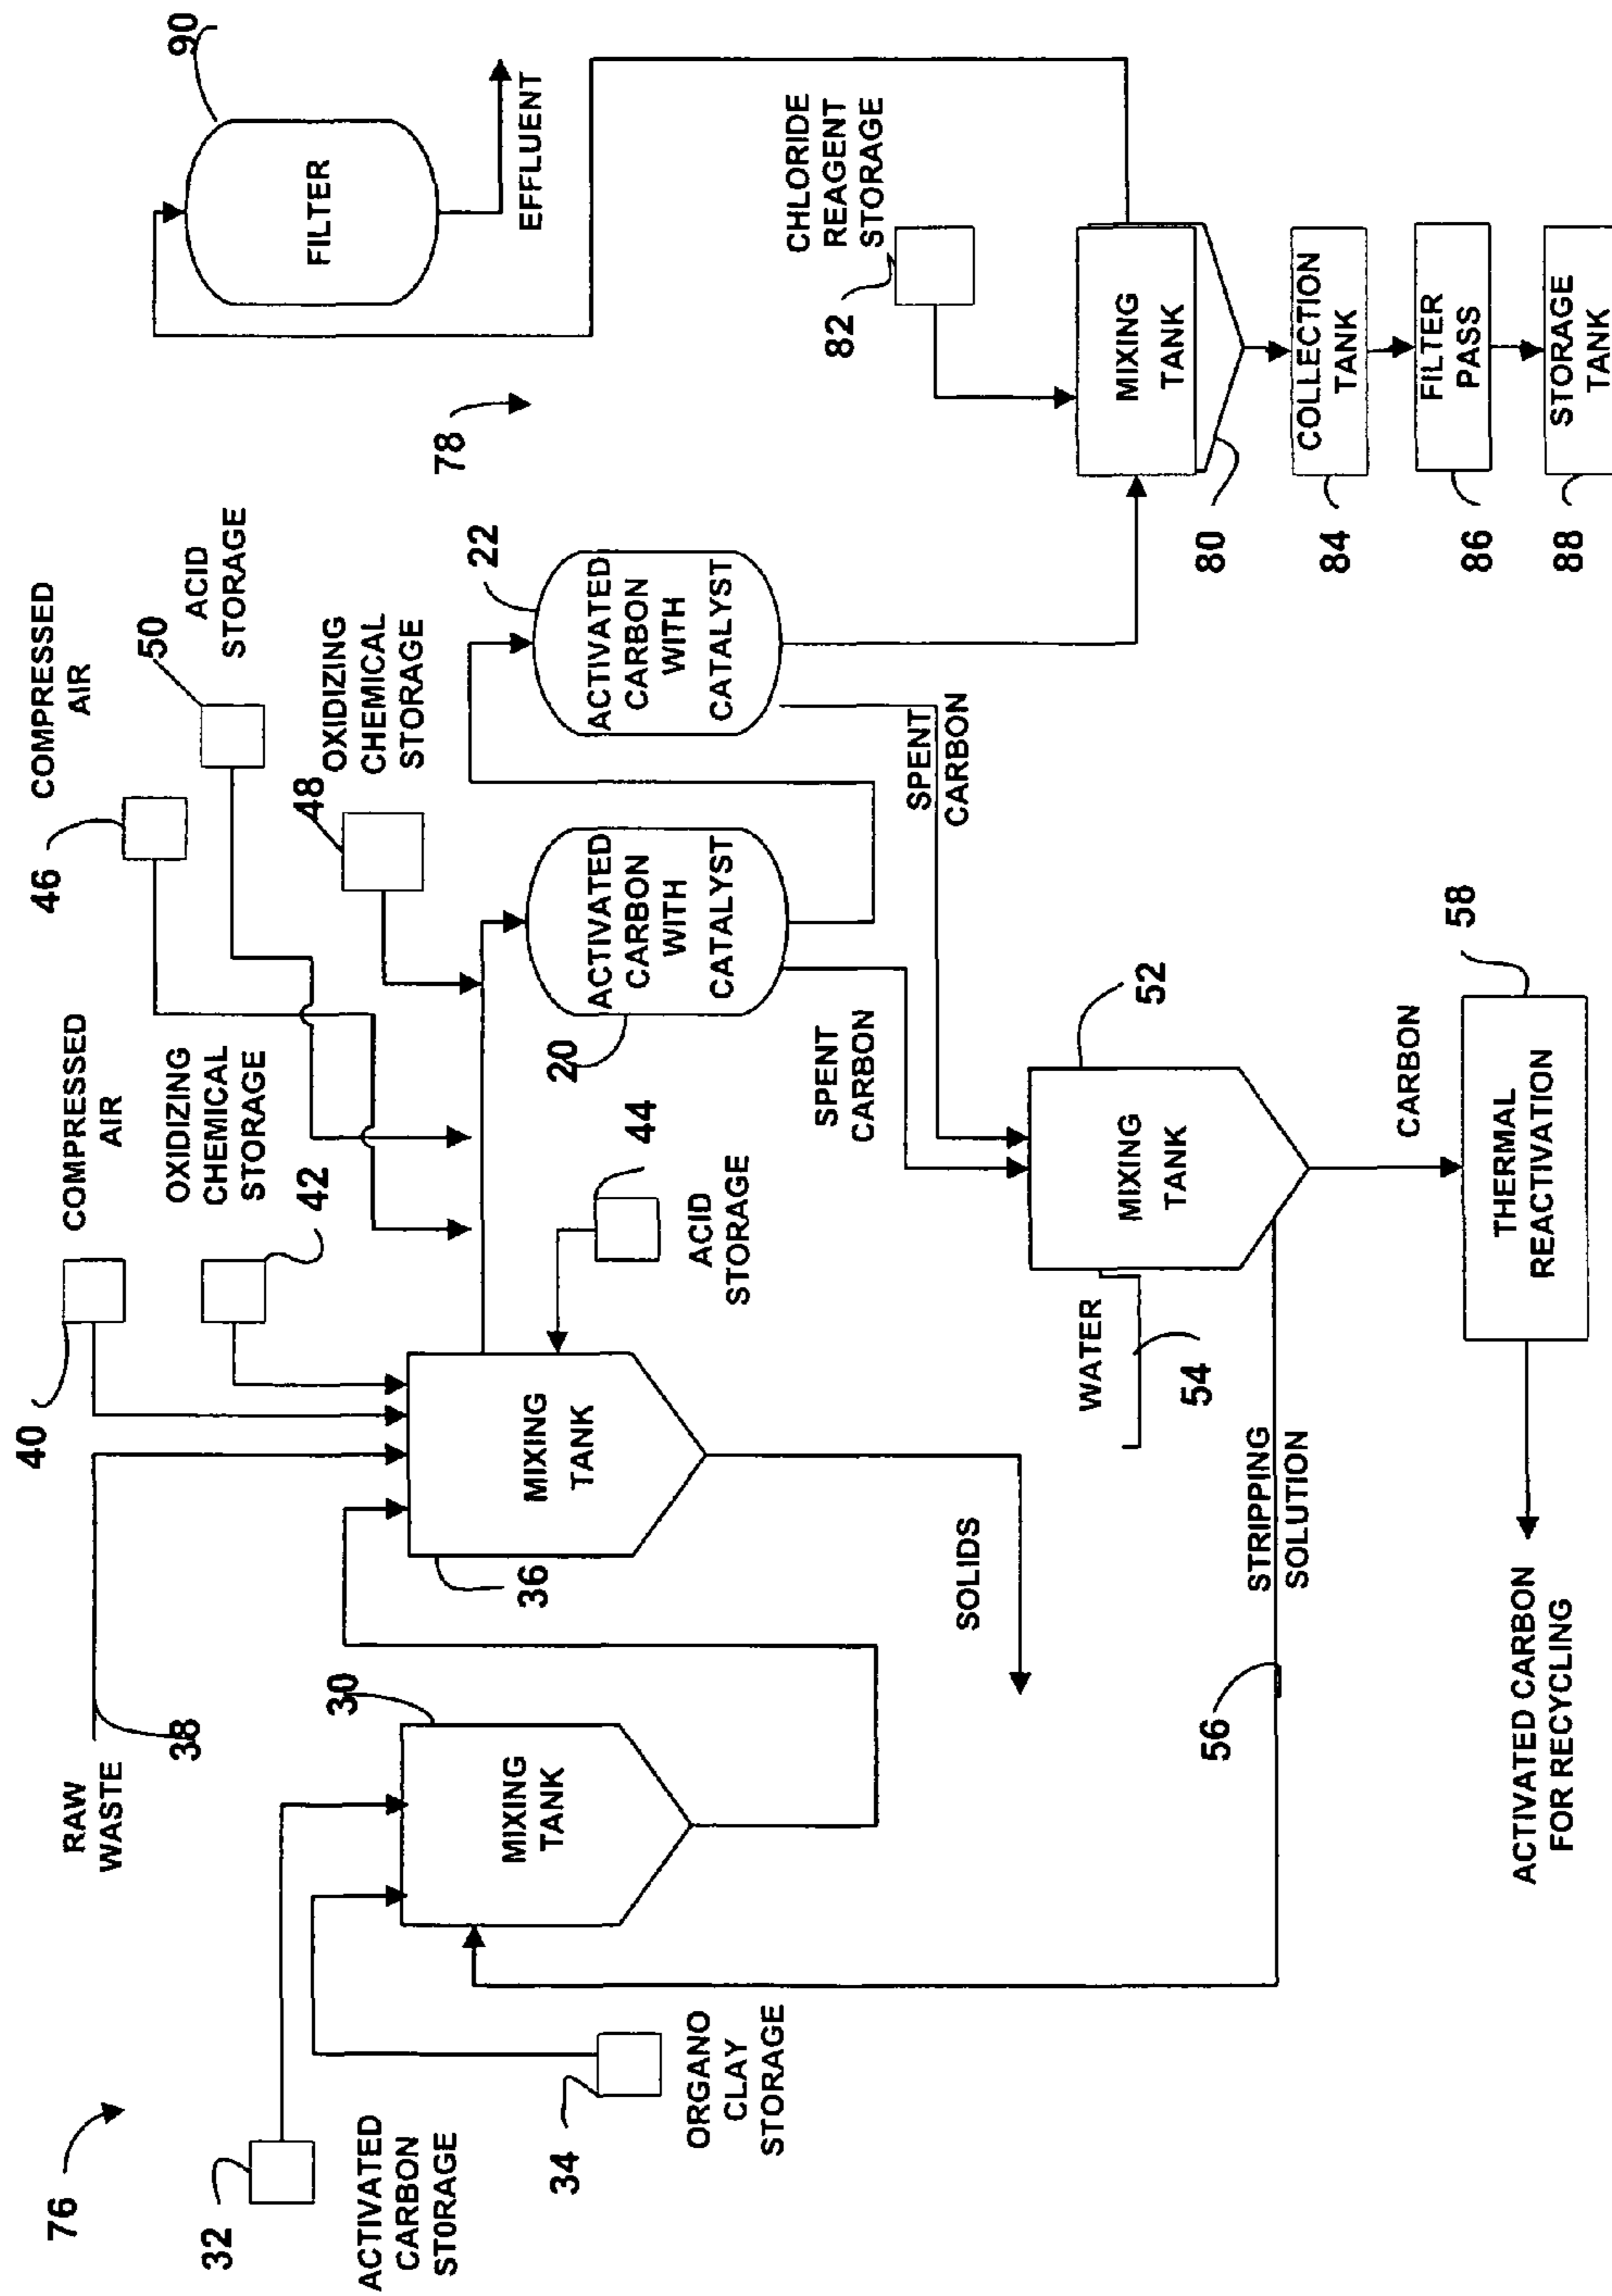 76
32
ACTIVATED
CARBON
STORAGE
34
ORGANO
CLAY
STORAGE
RAW
WASTE
38
30
MIXING
TANK
40
COMPRESSED
AIR
OXIDIZING
CHEMICAL
STORAGE
42
36
MIXING
TANK
44
ACID
STORAGE
SOLIDS
46
COMPRESSED
AIR
50
ACID
STORAGE
48
OXIDIZING
CHEMICAL
STORAGE
20
ACTIVATED
CARBON
WITH
CATALYST
22
ACTIVATED
CARBON
WITH
CATALYST
SPENT
CARBON
SPENT
CARBON
52
MIXING
TANK
WATER
54
STRIPPING
SOLUTION
56
CARBON
58
THERMAL
REACTIVATION
ACTIVATED CARBON
FOR RECYCLING
78
90
FILTER
EFFLUENT
82
CHLORIDE
REAGENT
STORAGE
MIXING
TANK
80
COLLECTION
TANK
84
FILTER
PASS
86
STORAGE
TANK
88